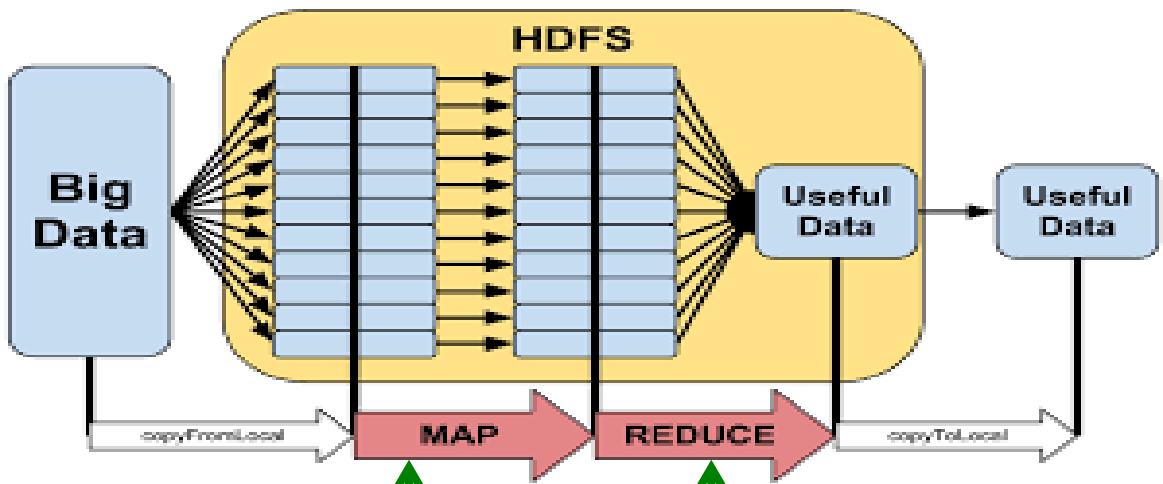 HDFS
Big
Data
Useful
Data
Useful
Data
copyFromLocal
MAP
REDUCE
copyToLocal